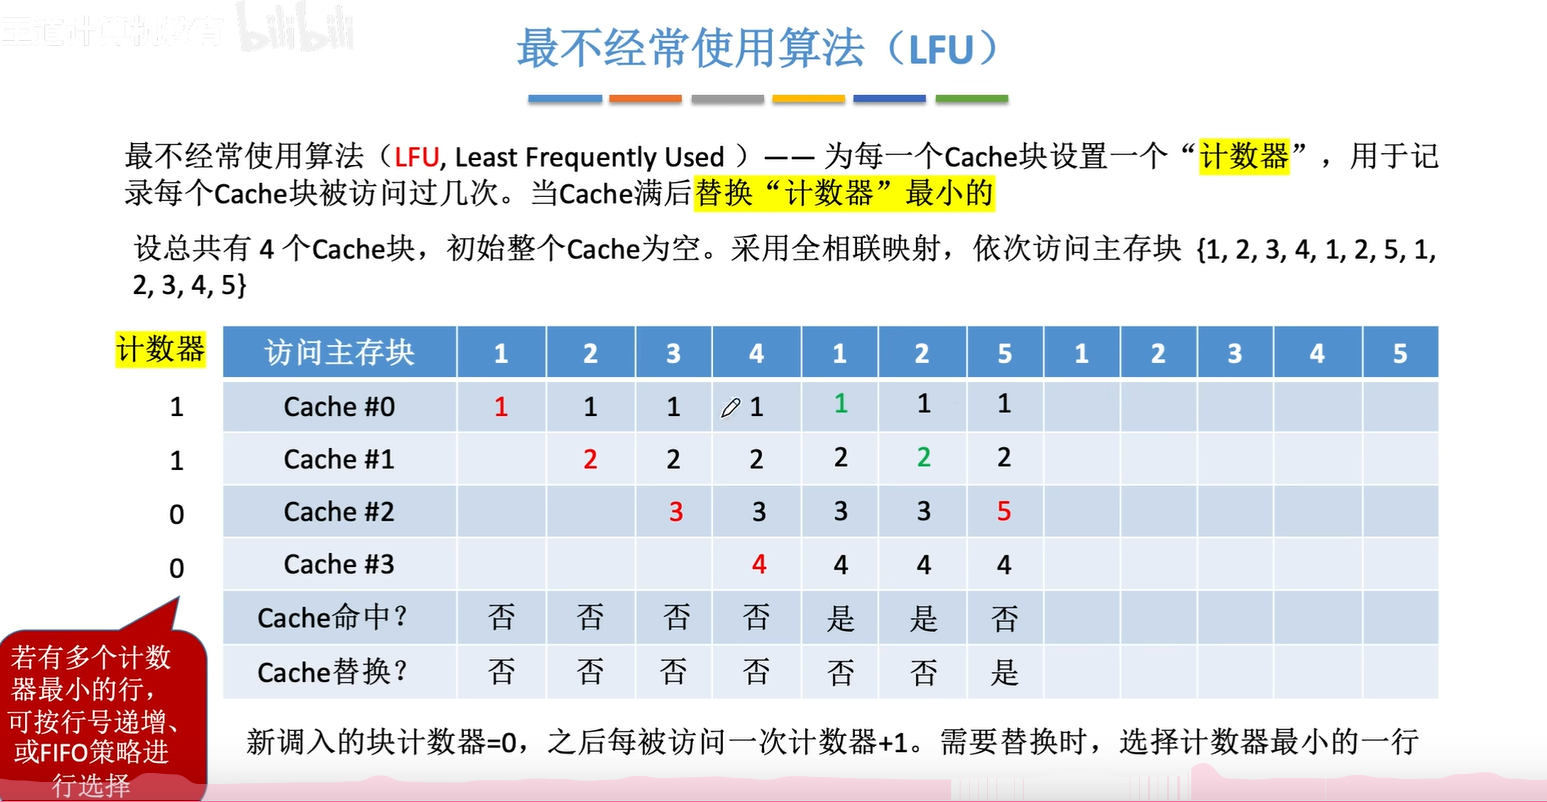 王道计算机教育 bilibili
最不经常使用算法（LFU）
最不经常使用算法（LFU, Least Frequently Used ）—— 为每一个Cache块设置一个“计数器”，用于记
录每个Cache块被访问过几次。当Cache满后替换“计数器”最小的
设总共有 4 个Cache块，初始整个Cache为空。采用全相联映射，依次访问主存块 {1, 2, 3, 4, 1, 2, 5, 1,
2, 3, 4, 5}
计数器 访问主存块 1 2 3 4 1 2 5 1 2 3 4 5
1 Cache #0 1 1 1 1 1 1 1
1 Cache #1 2 2 2 2 2 2
0 Cache #2 3 3 3 3 5
0 Cache #3 4 4 4 4
Cache命中？ 否 否 否 否 是 是 否
Cache替换？ 否 否 否 否 否 否 是
若有多个计数
器最小的行，
可按行号递增、
或FIFO策略进
行选择
新调入的块计数器=0，之后每被访问一次计数器+1。需要替换时，选择计数器最小的一行